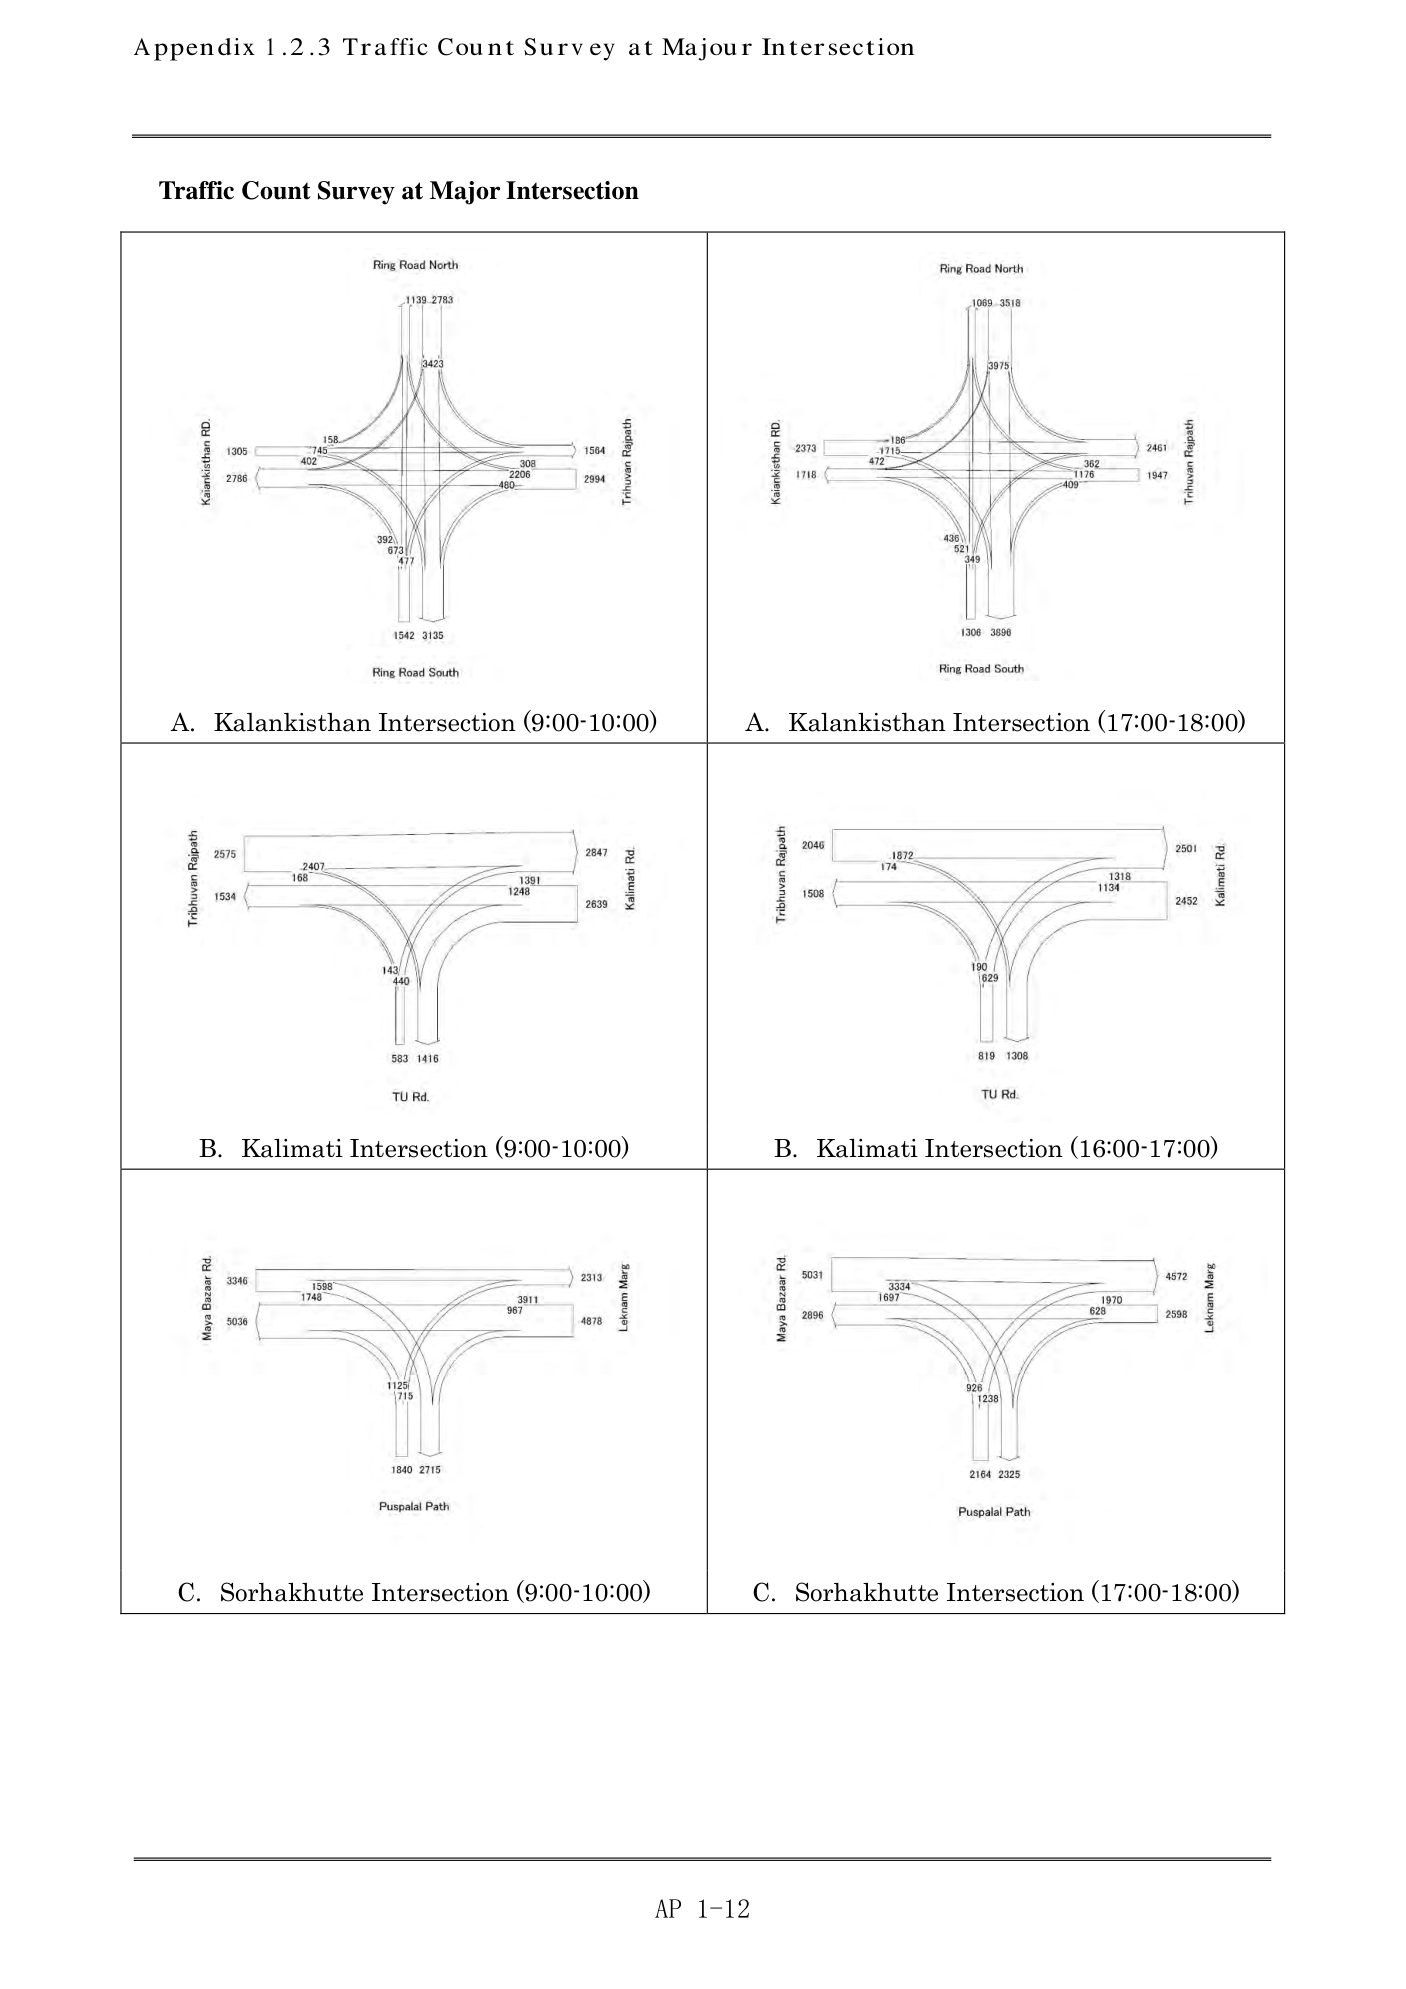 Appendix 1.2.3 Traffic Count Survey at Majour Intersection
Traffic Count Survey at Major Intersection
Ring Road North
1139 2783
3423
Kalankisthan RD.
158
1305 745 1564
402 308
2786 2206 2994
480
Trihuvan Rajpath
392
673
477
1542 3135
Ring Road South
A. Kalankisthan Intersection (9:00-10:00)
Ring Road North
1069 3518
3975
Kalankisthan RD.
186
2373 1715 2461
472 362
1718 1176 1947
409
Trihuvan Rajpath
436
521
349
1306 3896
Ring Road South
A. Kalankisthan Intersection (17:00-18:00)
Tribhuvan Rajpath
2575 2847
2407
168 1391
1534 1248 2639
Kalimati Rd.
143
440
583 1416
TU Rd.
B. Kalimati Intersection (9:00-10:00)
Tribhuvan Rajpath
2046 2501
1872
174 1318
1508 1134 2452
Kalimati Rd.
190
629
819 1308
TU Rd.
B. Kalimati Intersection (16:00-17:00)
Maya Bazaar Rd.
3346 2313
1598
1748 3911
967
5036 4878
Leknam Marg
1125
715
1840 2715
Puspalal Path
C. Sorhakhutte Intersection (9:00-10:00)
Maya Bazaar Rd.
5031 4572
3334
1697 1970
2896 628 2598
Leknam Marg
926
1238
2164 2325
Puspalal Path
C. Sorhakhutte Intersection (17:00-18:00)
AP 1-12